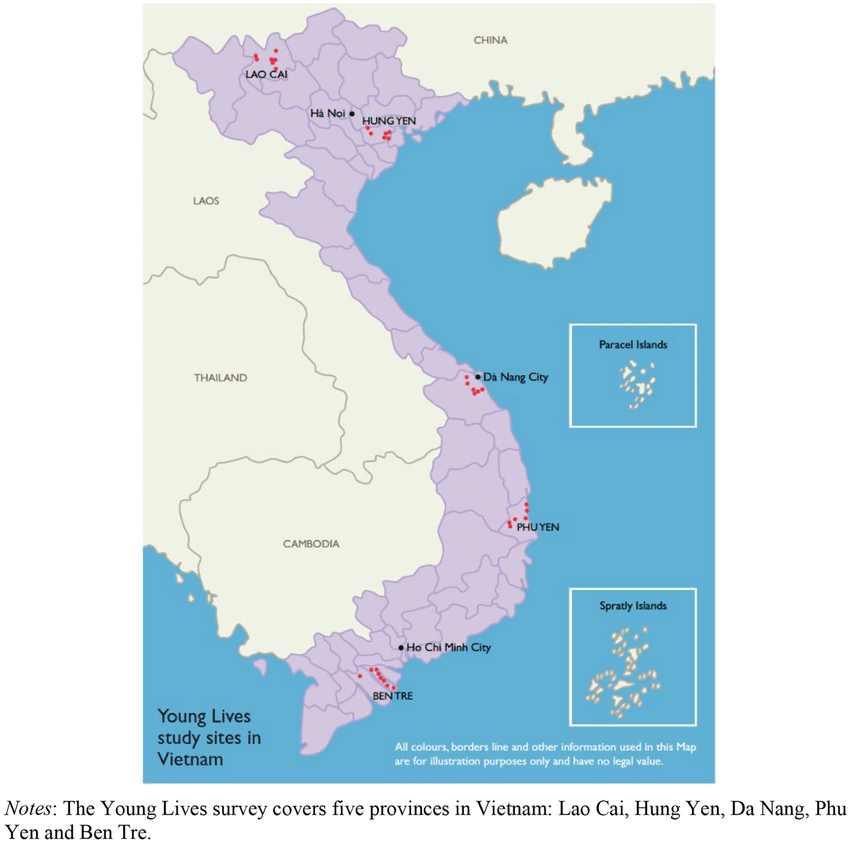 CHINA
LAO CAI
Hà Noi
HUNG YEN
LAOS
Paracel Islands
THAILAND
Dà Nang City
PHU YEN
CAMBODIA
Spratly Islands
Ho Chi Minh City
BEN TRE
Young Lives
study sites in
Vietnam
All colours, borders line and other information used in this Map
are for illustration purposes only and have no legal value.
Notes: The Young Lives survey covers five provinces in Vietnam: Lao Cai, Hung Yen, Da Nang, Phu
Yen and Ben Tre.